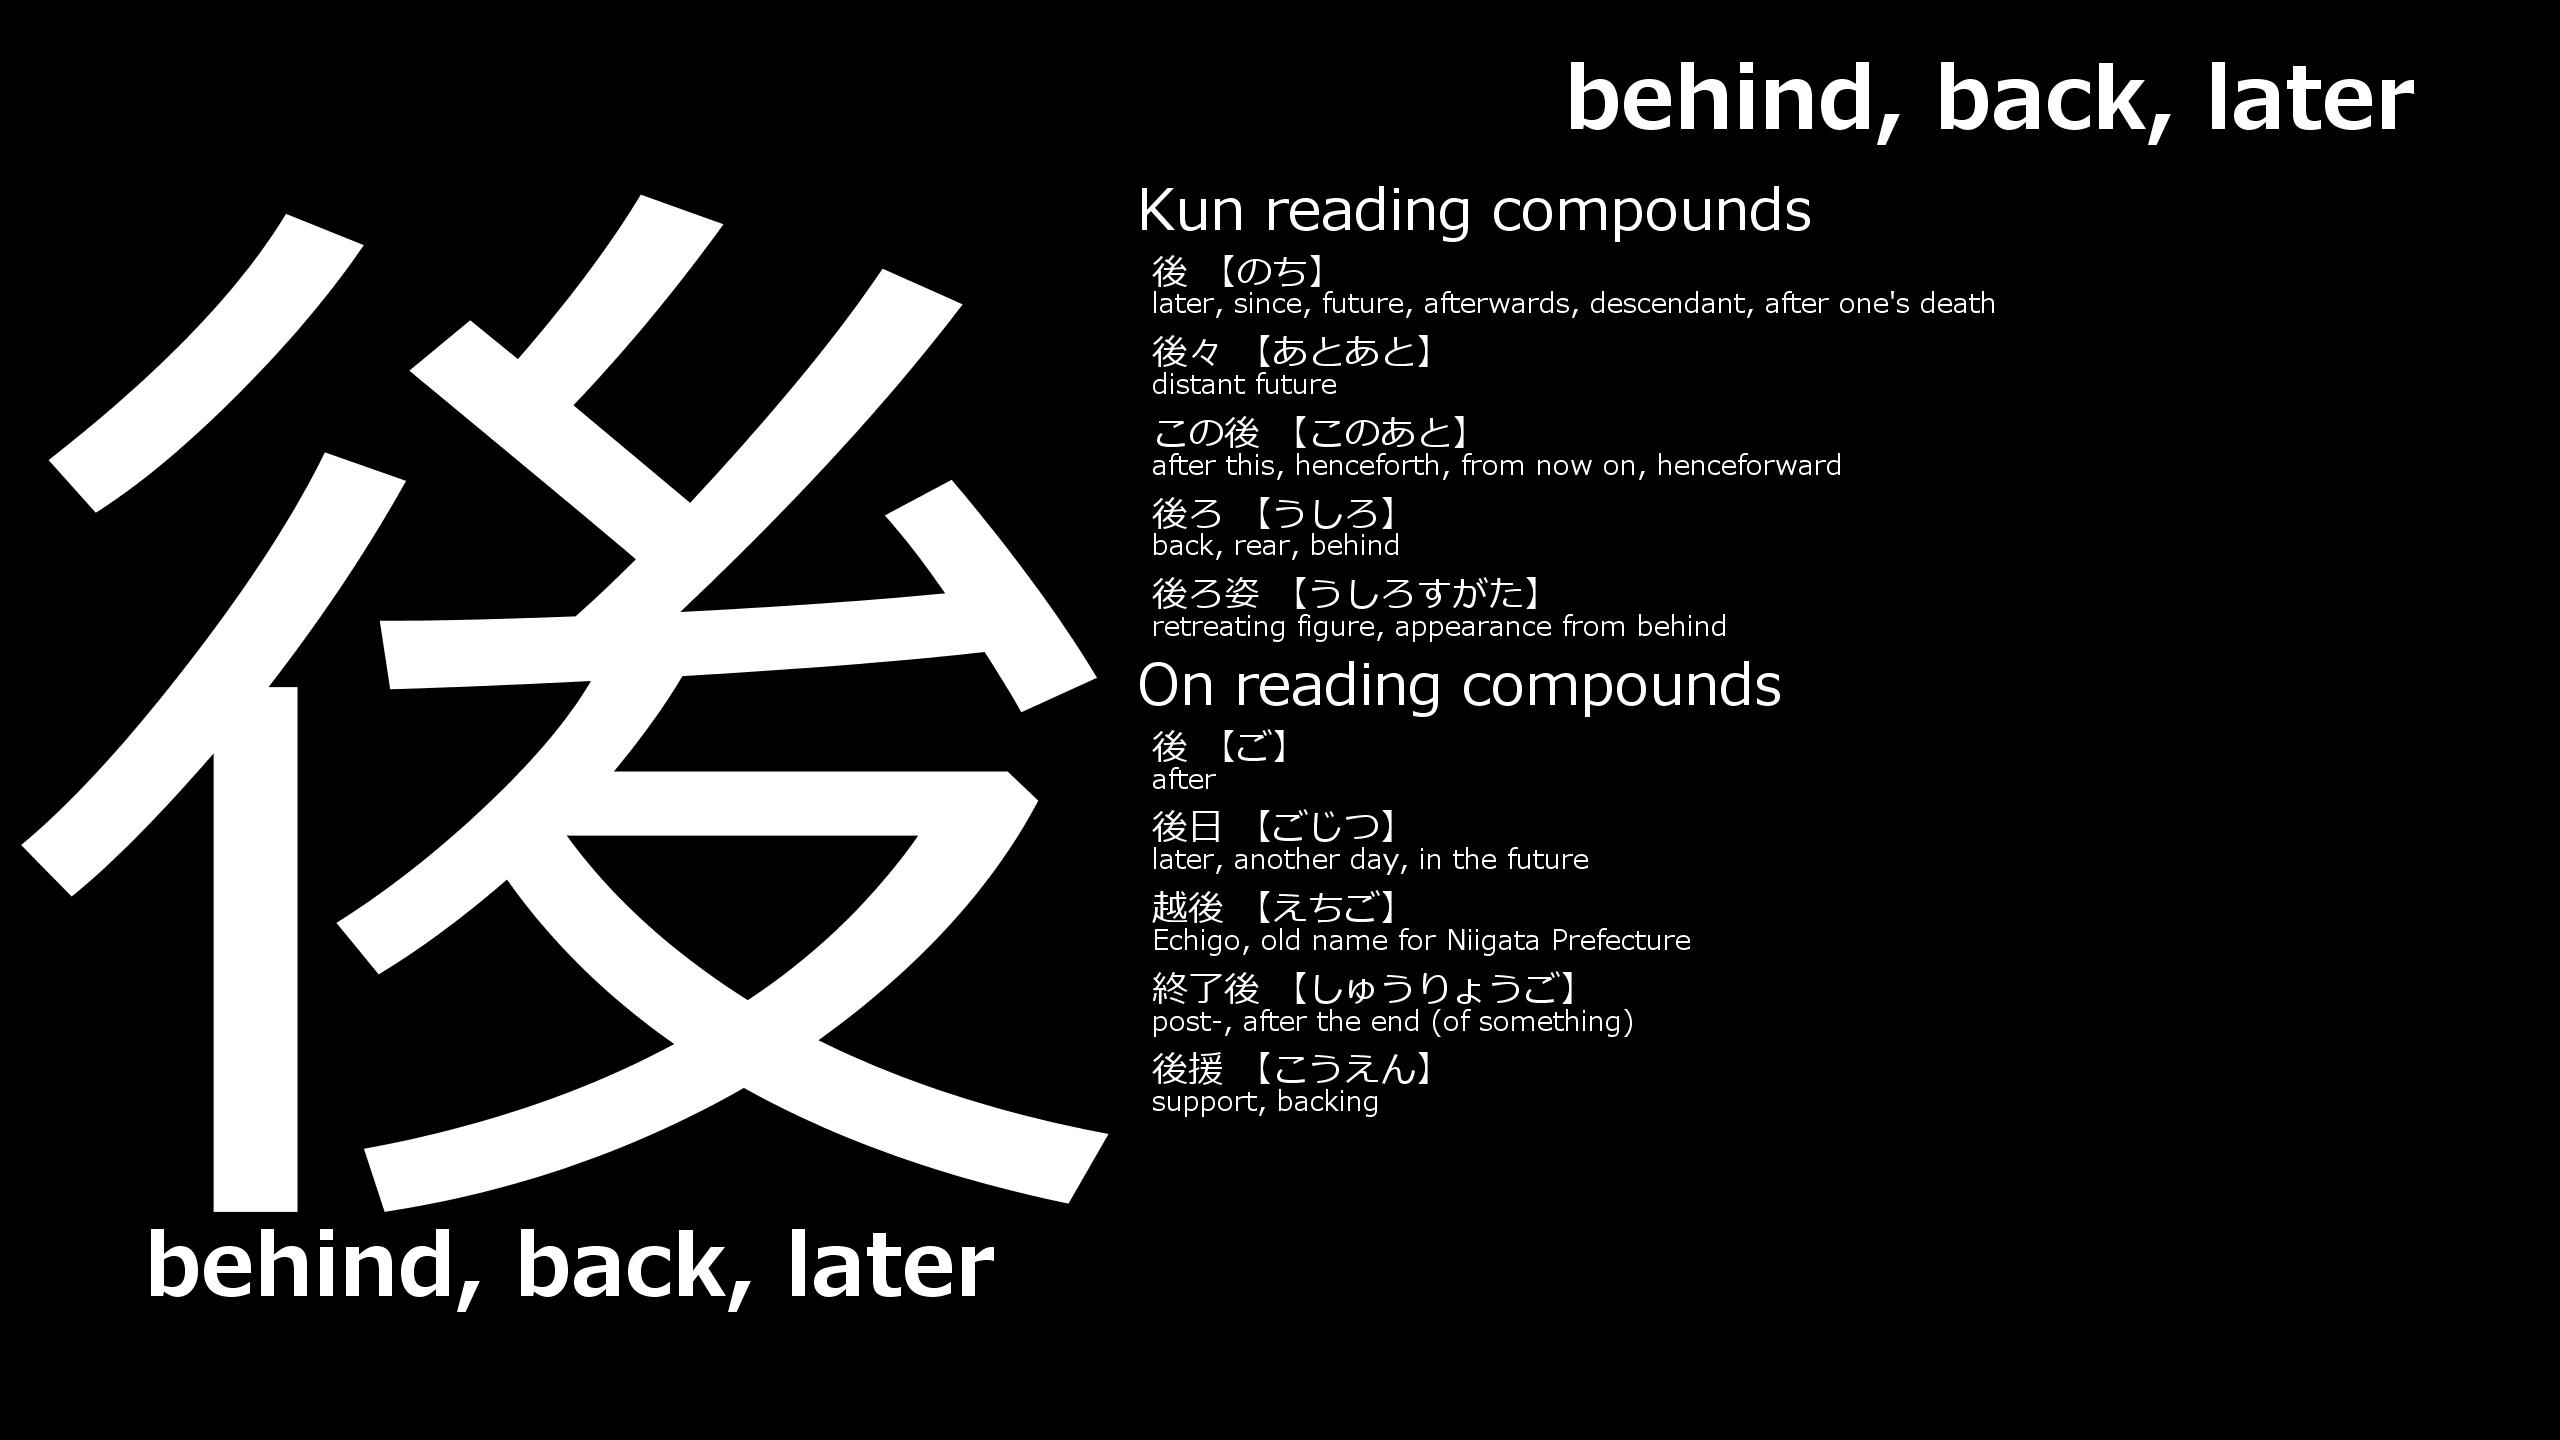 behind, back, later
後
behind, back, later
Kun reading compounds
後 【のち】
later, since, future, afterwards, descendant, after one's death
後々 【あとあと】
distant future
この後 【このあと】
after this, henceforth, from now on, henceforward
後ろ 【うしろ】
back, rear, behind
後ろ姿 【うしろすがた】
retreating figure, appearance from behind
On reading compounds
後 【ご】
after
後日 【ごじつ】
later, another day, in the future
越後 【えちご】
Echigo, old name for Niigata Prefecture
終了後 【しゅうりょうご】
post-, after the end (of something)
後援 【こうえん】
support, backing